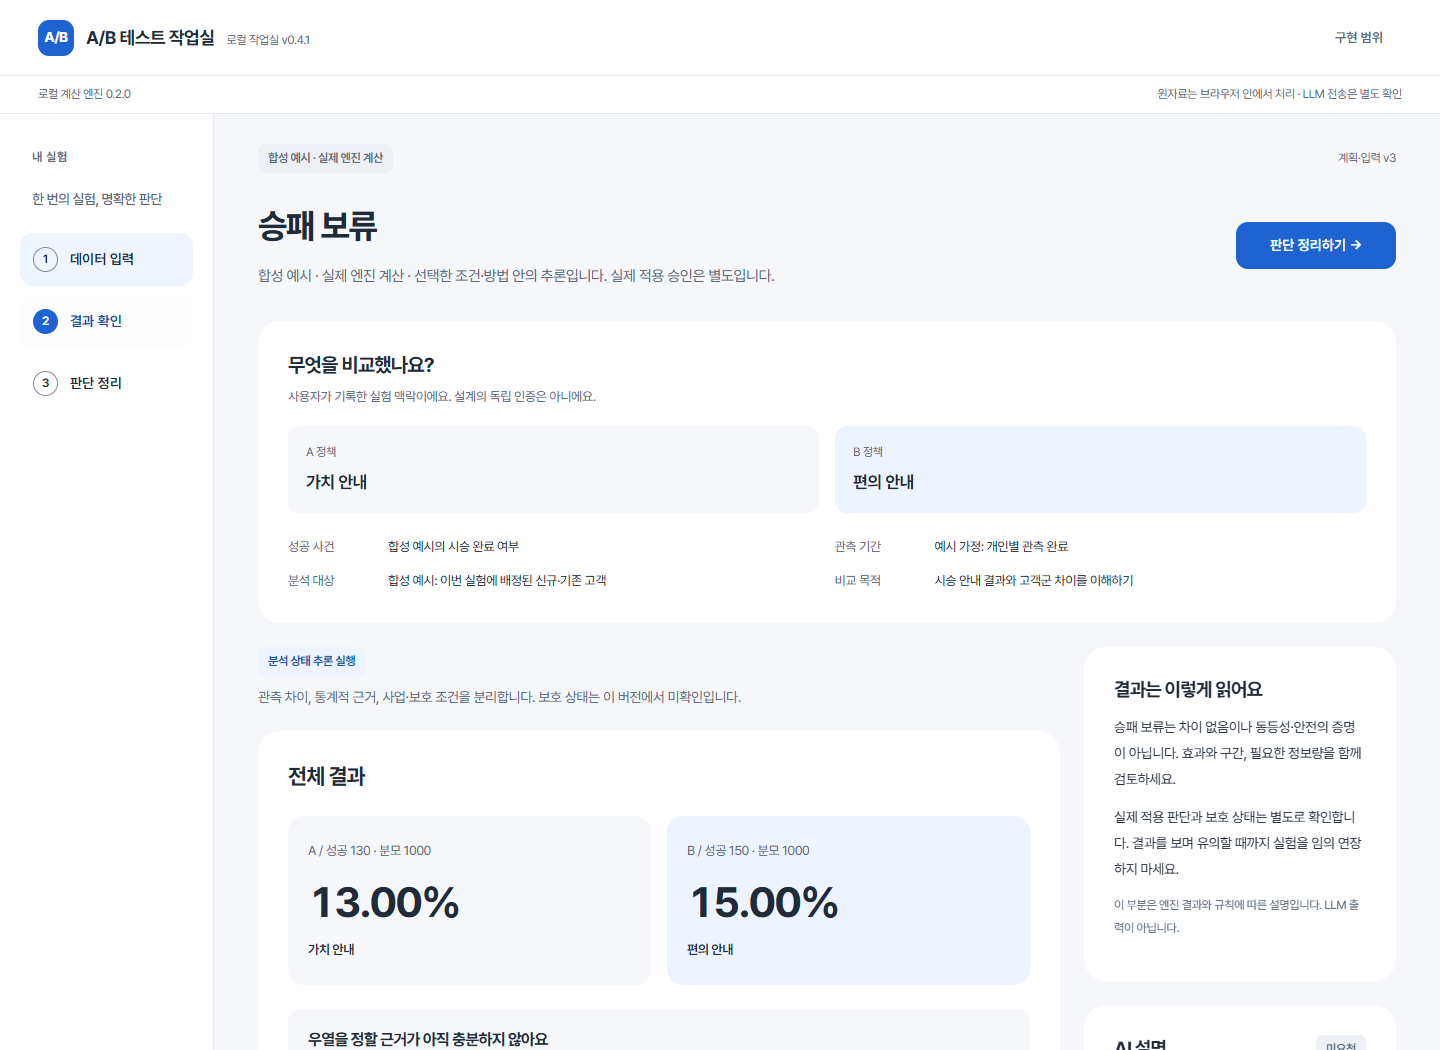 A/B
A/B 테스트 작업실
로컬 작업실 v0.4.1
구현 범위
로컬 계산 엔진 0.2.0
원자료는 브라우저 안에서 처리 · LLM 전송은 별도 확인
내 실험
한 번의 실험, 명확한 판단
1 데이터 입력
2 결과 확인
3 판단 정리
합성 예시 · 실제 엔진 계산
계획·입력 v3
승패 보류
판단 정리하기 →
합성 예시 · 실제 엔진 계산 · 선택한 조건·방법 안의 추론입니다. 실제 적용 승인은 별도입니다.
무엇을 비교했나요?
사용자가 기록한 실험 맥락이에요. 설계의 독립 인증은 아니에요.
A 정책
가치 안내
B 정책
편의 안내
성공 사건 합성 예시의 시승 완료 여부
관측 기간 예시 가정: 개인별 관측 완료
분석 대상 합성 예시: 이번 실험에 배정된 신규·기존 고객
비교 목적 시승 안내 결과와 고객군 차이를 이해하기
분석 상태 추론 실행
관측 차이, 통계적 근거, 사업·보호 조건을 분리합니다. 보호 상태는 이 버전에서 미확인입니다.
전체 결과
A / 성공 130 · 분모 1000
13.00%
가치 안내
B / 성공 150 · 분모 1000
15.00%
편의 안내
우열을 정할 근거가 아직 충분하지 않아요
결과는 이렇게 읽어요
승패 보류는 차이 없음이나 동등성·안전의 증명
이 아닙니다. 효과와 구간, 필요한 정보량을 함께
검토하세요.
실제 적용 판단과 보호 상태는 별도로 확인합니
다. 결과를 보며 유의할 때까지 실험을 임의 연장
하지 마세요.
이 부분은 엔진 결과와 규칙에 따른 설명입니다. LLM 출
력이 아닙니다.
AI 설명
미요청